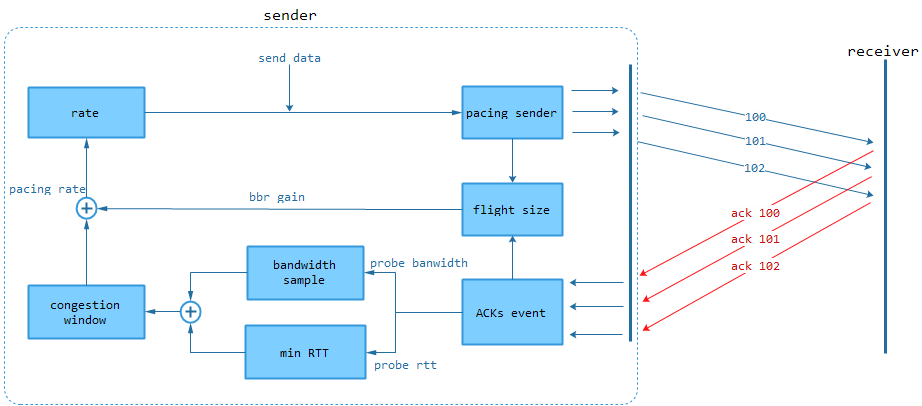 sender
receiver
send data
rate
pacing sender
100
101
102
pacing rate
bbr gain
flight size
ack 100
ack 101
ack 102
bandwidth
sample
probe banwidth
congestion
window
ACKs event
min RTT
probe rtt